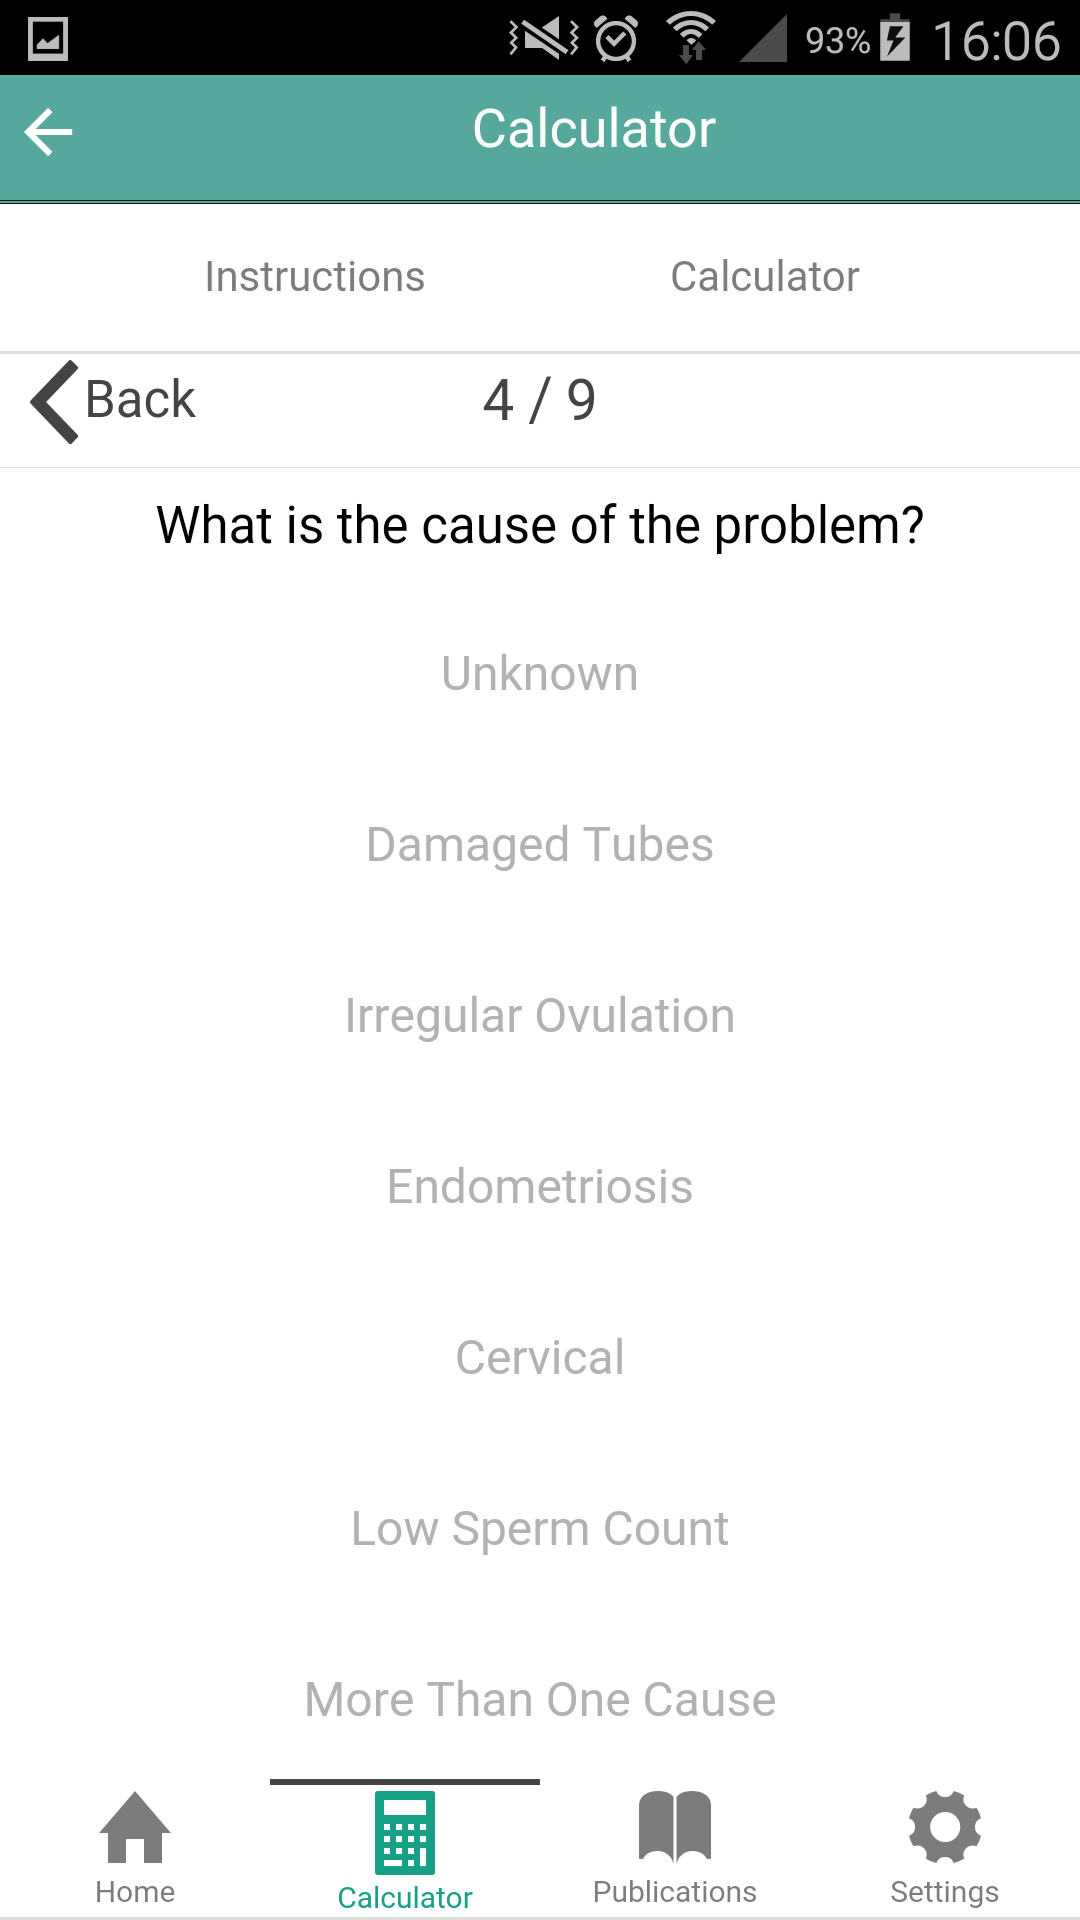 93% 16:06
Calculator
Instructions Calculator
Back 4 / 9
What is the cause of the problem?
Unknown
Damaged Tubes
Irregular Ovulation
Endometriosis
Cervical
Low Sperm Count
More Than One Cause
Home Calculator Publications Settings